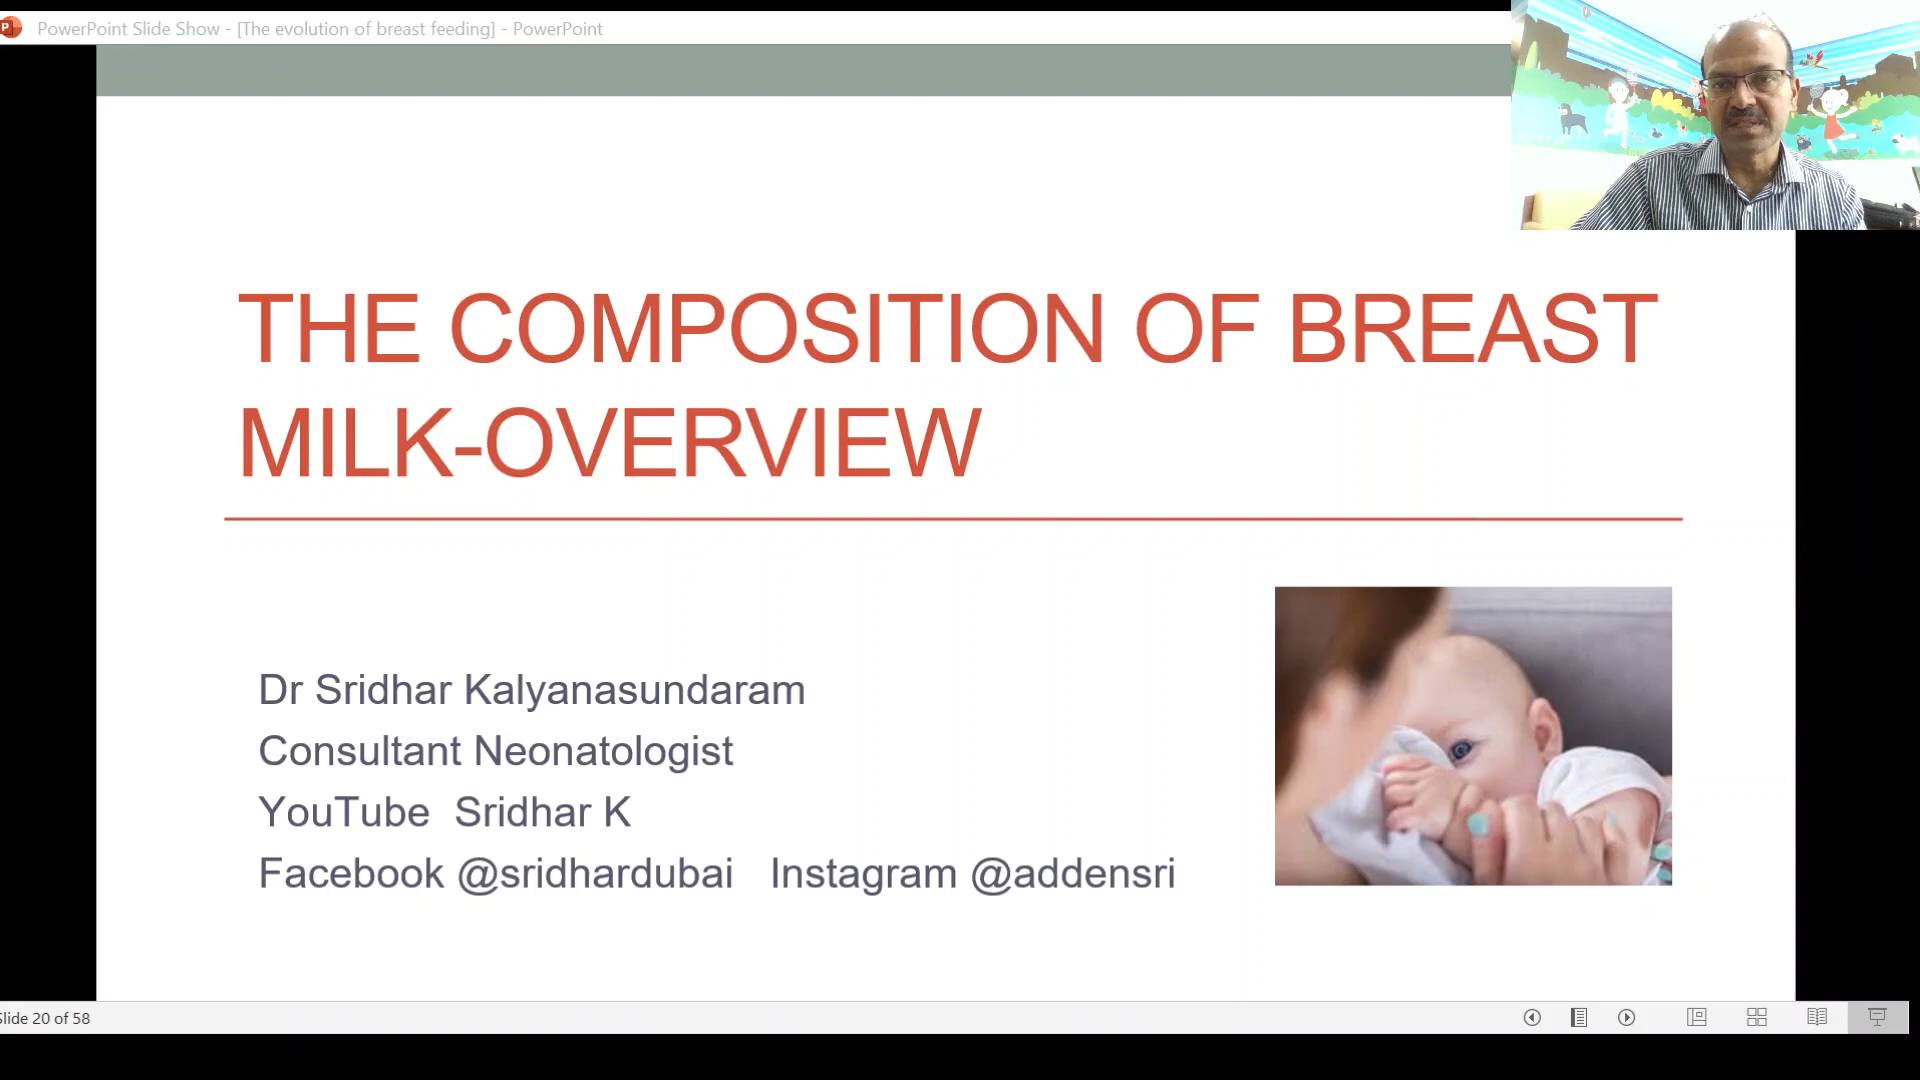 PowerPoint Slide Show - [The evolution of breast feeding] - PowerPoint
THE COMPOSITION OF BREAST
MILK-OVERVIEW
Dr Sridhar Kalyanasundaram
Consultant Neonatologist
YouTube Sridhar K
Facebook @sridhardubai Instagram @addensri
Slide 20 of 58